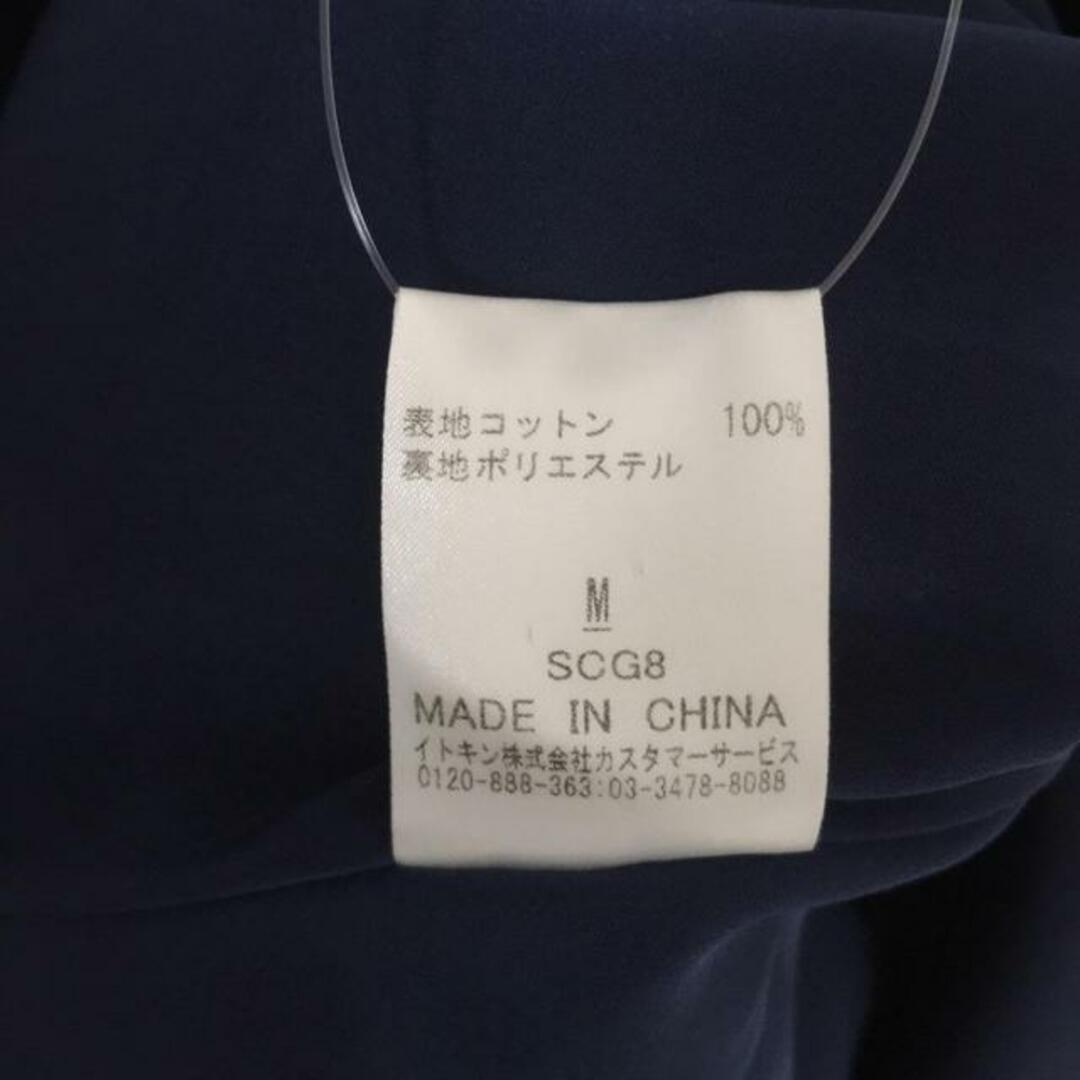 表地コットン 100%
裏地ポリエステル
M
SCG8
MADE IN CHINA
イトキン株式会社カスタマーサービス
0120-888-363:03-3478-8088